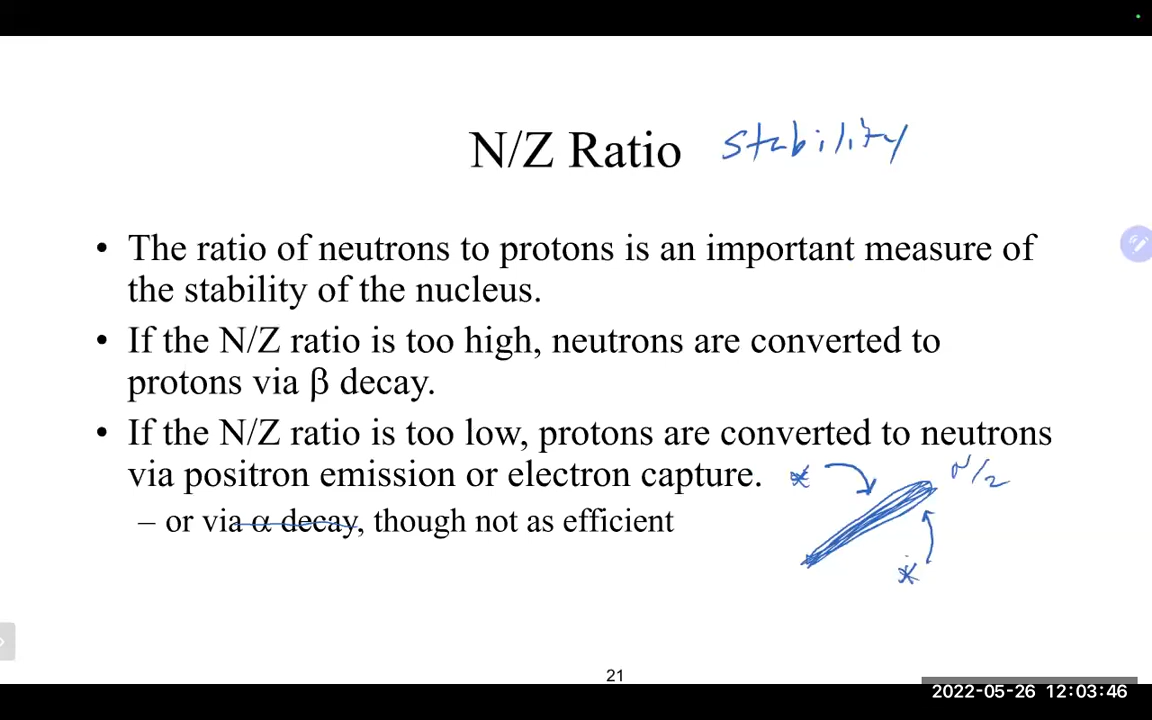 N/Z Ratio stability
• The ratio of neutrons to protons is an important measure of
the stability of the nucleus.
• If the N/Z ratio is too high, neutrons are converted to
protons via β decay.
• If the N/Z ratio is too low, protons are converted to neutrons
via positron emission or electron capture.
N/Z
– or via α decay, though not as efficient
21
2022-05-26 12:03:46